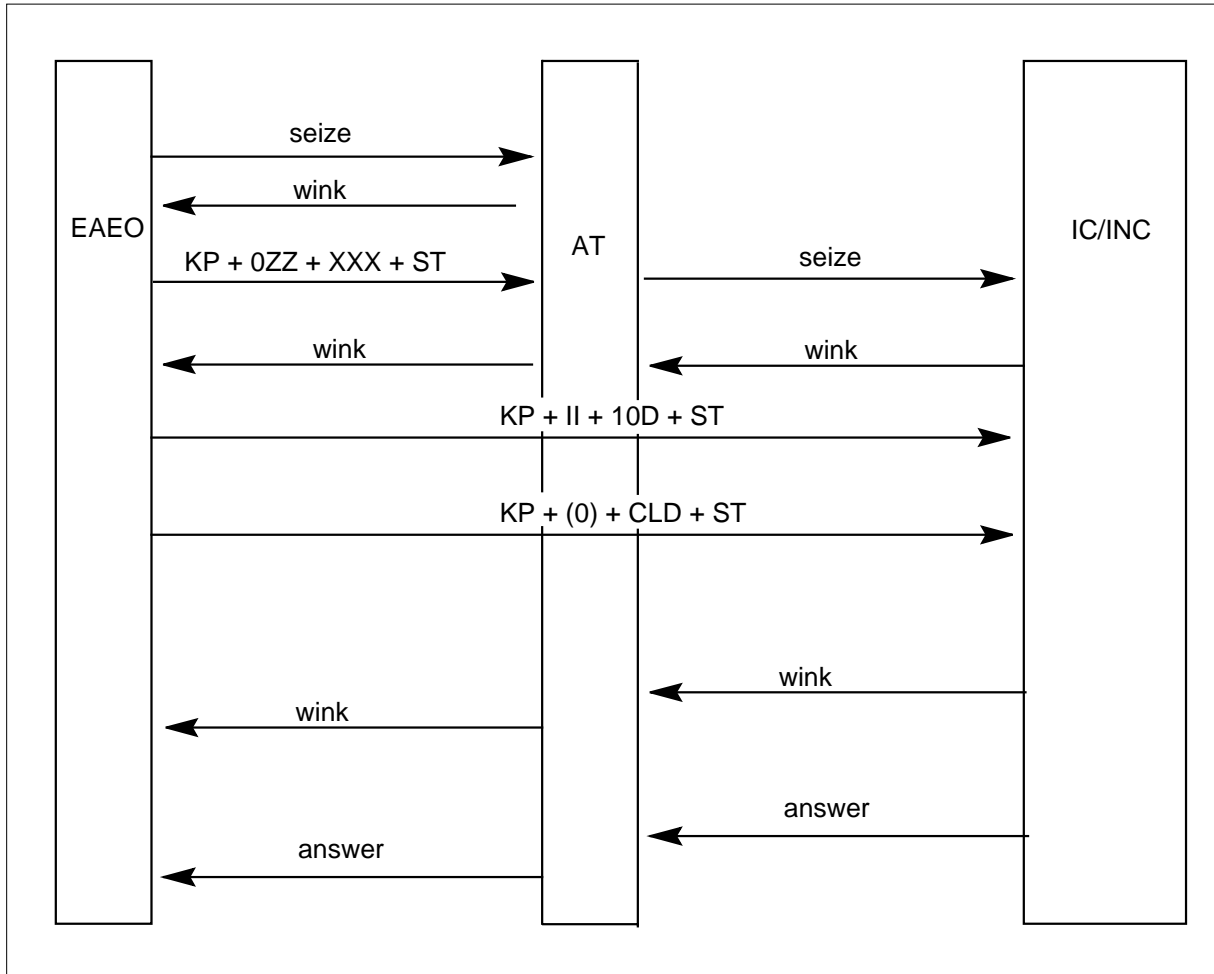 seize
wink
EAEO
AT
IC/INC
KP + 0ZZ + XXX + ST
seize
wink
wink
KP + II + 10D + ST
KP + (0) + CLD + ST
wink
wink
answer
answer